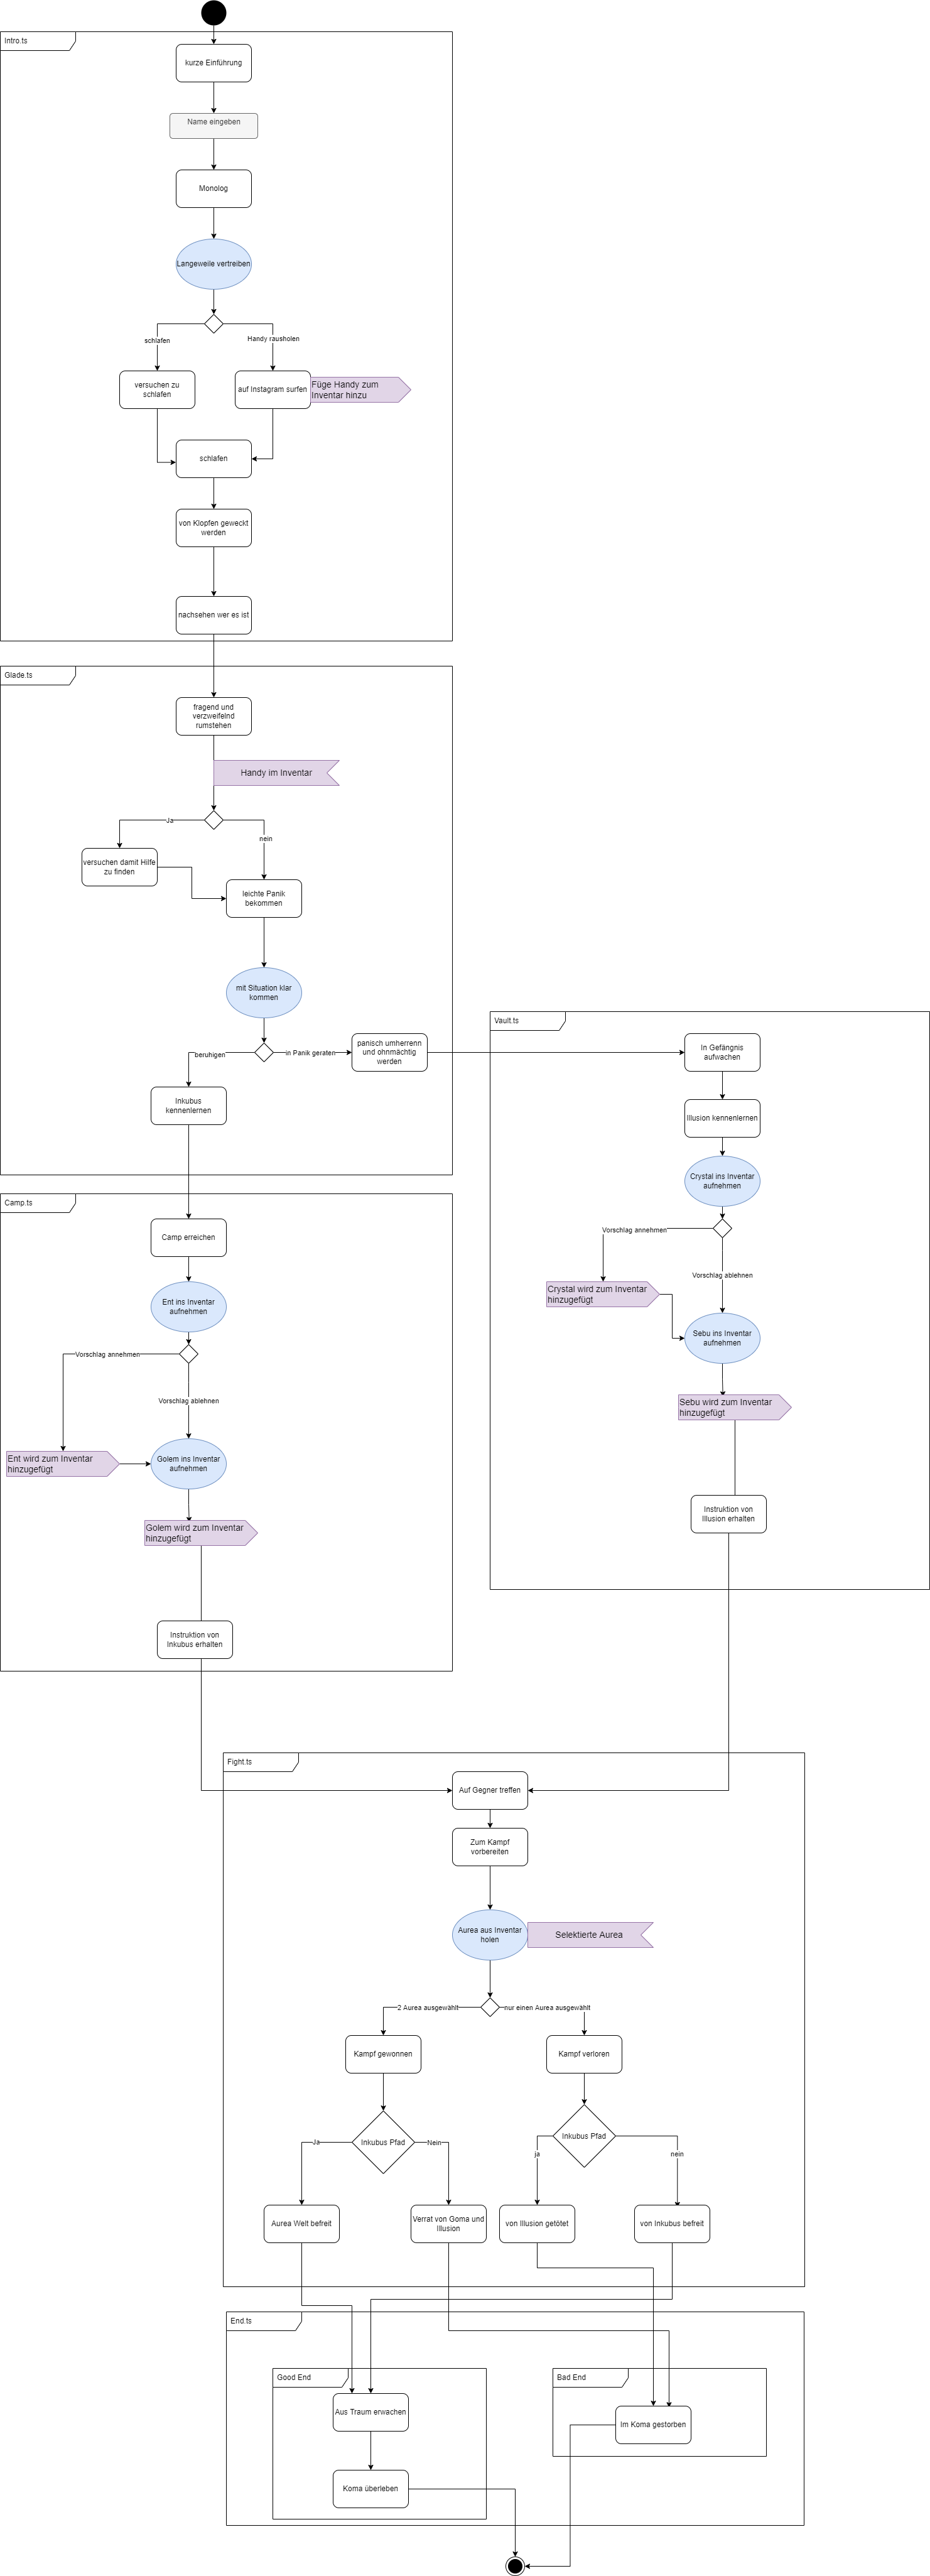 Intro.ts
kurze Einführung
Name eingeben
Monolog
Langeweile vertreiben
schlafen
Handy rausholen
versuchen zu
schlafen
auf Instagram surfen
Füge Handy zum
Inventar hinzu
schlafen
von Klopfen geweckt
werden
nachsehen wer es ist
Glade.ts
fragend und
verzweifelnd
rumstehen
Handy im Inventar
Ja
nein
versuchen damit Hilfe
zu finden
leichte Panik
bekommen
mit Situation klar
kommen
beruhigen
in Panik geraten
panisch umherrenn
und ohnmächtig
werden
Inkubus
kennenlernen
Vault.ts
In Gefängnis
aufwachen
Illusion kennenlernen
Crystal ins Inventar
aufnehmen
Vorschlag annehmen
Vorschlag ablehnen
Crystal wird zum Inventar
hinzugefügt
Sebu ins Inventar
aufnehmen
Sebu wird zum Inventar
hinzugefügt
Instruktion von
Illusion erhalten
Camp.ts
Camp erreichen
Ent ins Inventar
aufnehmen
Vorschlag annehmen
Vorschlag ablehnen
Ent wird zum Inventar
hinzugefügt
Golem ins Inventar
aufnehmen
Golem wird zum Inventar
hinzugefügt
Instruktion von
Inkubus erhalten
Fight.ts
Auf Gegner treffen
Zum Kampf
vorbereiten
Aurea aus Inventar
holen
Selektierte Aurea
2 Aurea ausgewählt
nur einen Aurea ausgewählt
Kampf gewonnen
Kampf verloren
Inkubus Pfad
Inkubus Pfad
Ja
Nein
ja
nein
Aurea Welt befreit
Verrat von Goma und
Illusion
von Illusion getötet
von Inkubus befreit
End.ts
Good End
Bad End
Aus Traum erwachen
Im Koma gestorben
Koma überleben